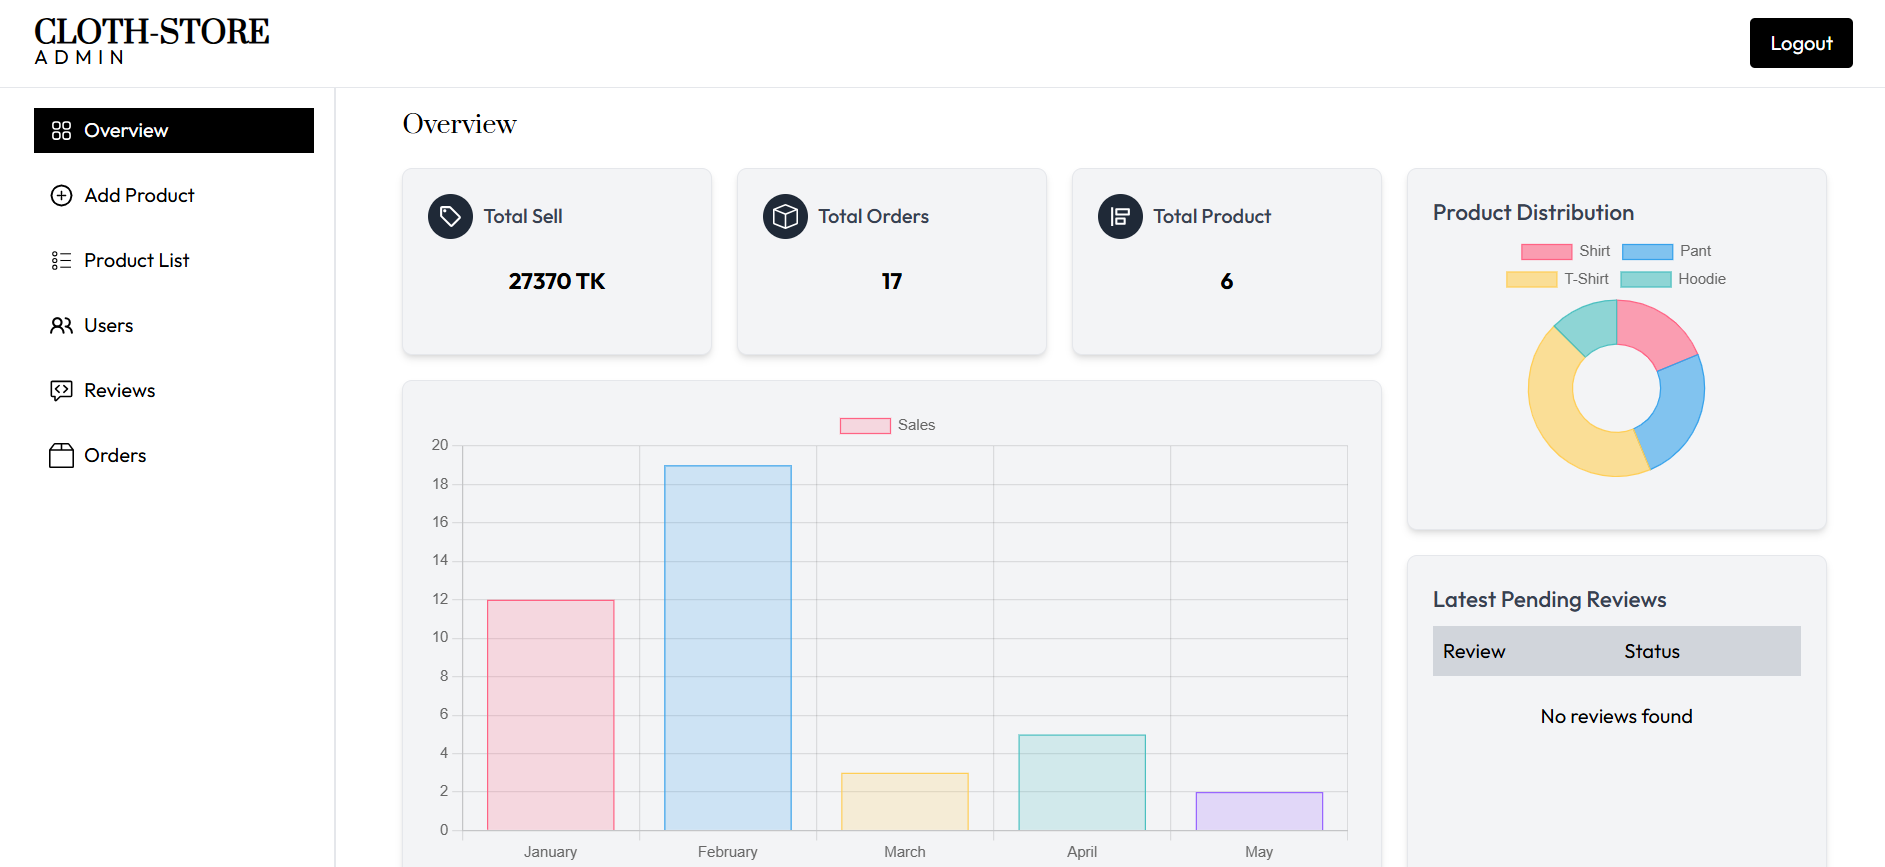 CLOTH-STORE
ADMIN
Logout
Overview
Add Product
Product List
Users
Reviews
Orders
Overview
Total Sell
27370 TK
Total Orders
17
Total Product
6
Product Distribution
Shirt Pant
T-Shirt Hoodie
Sales
20
18
16
14
12
10
8
6
4
2
0
January February March April May
Latest Pending Reviews
Review Status
No reviews found